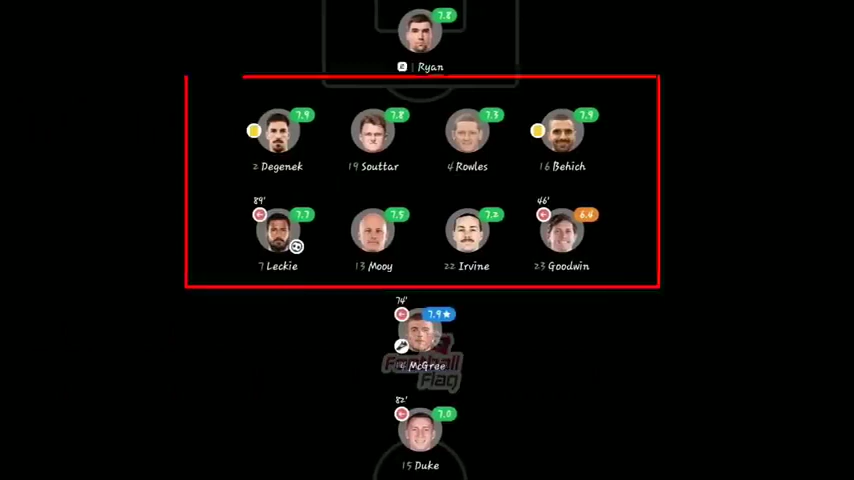 7.8
Ryan
7.9
7.8
7.3
7.9
2 Degenek
19 Souttar
4 Rowles
16 Behich
89'
46'
7.7
7.5
7.2
6.4
7 Leckie
13 Mooy
22 Irvine
23 Goodwin
74'
7.9
14 McGree
Football
Flag
82'
7.0
15 Duke